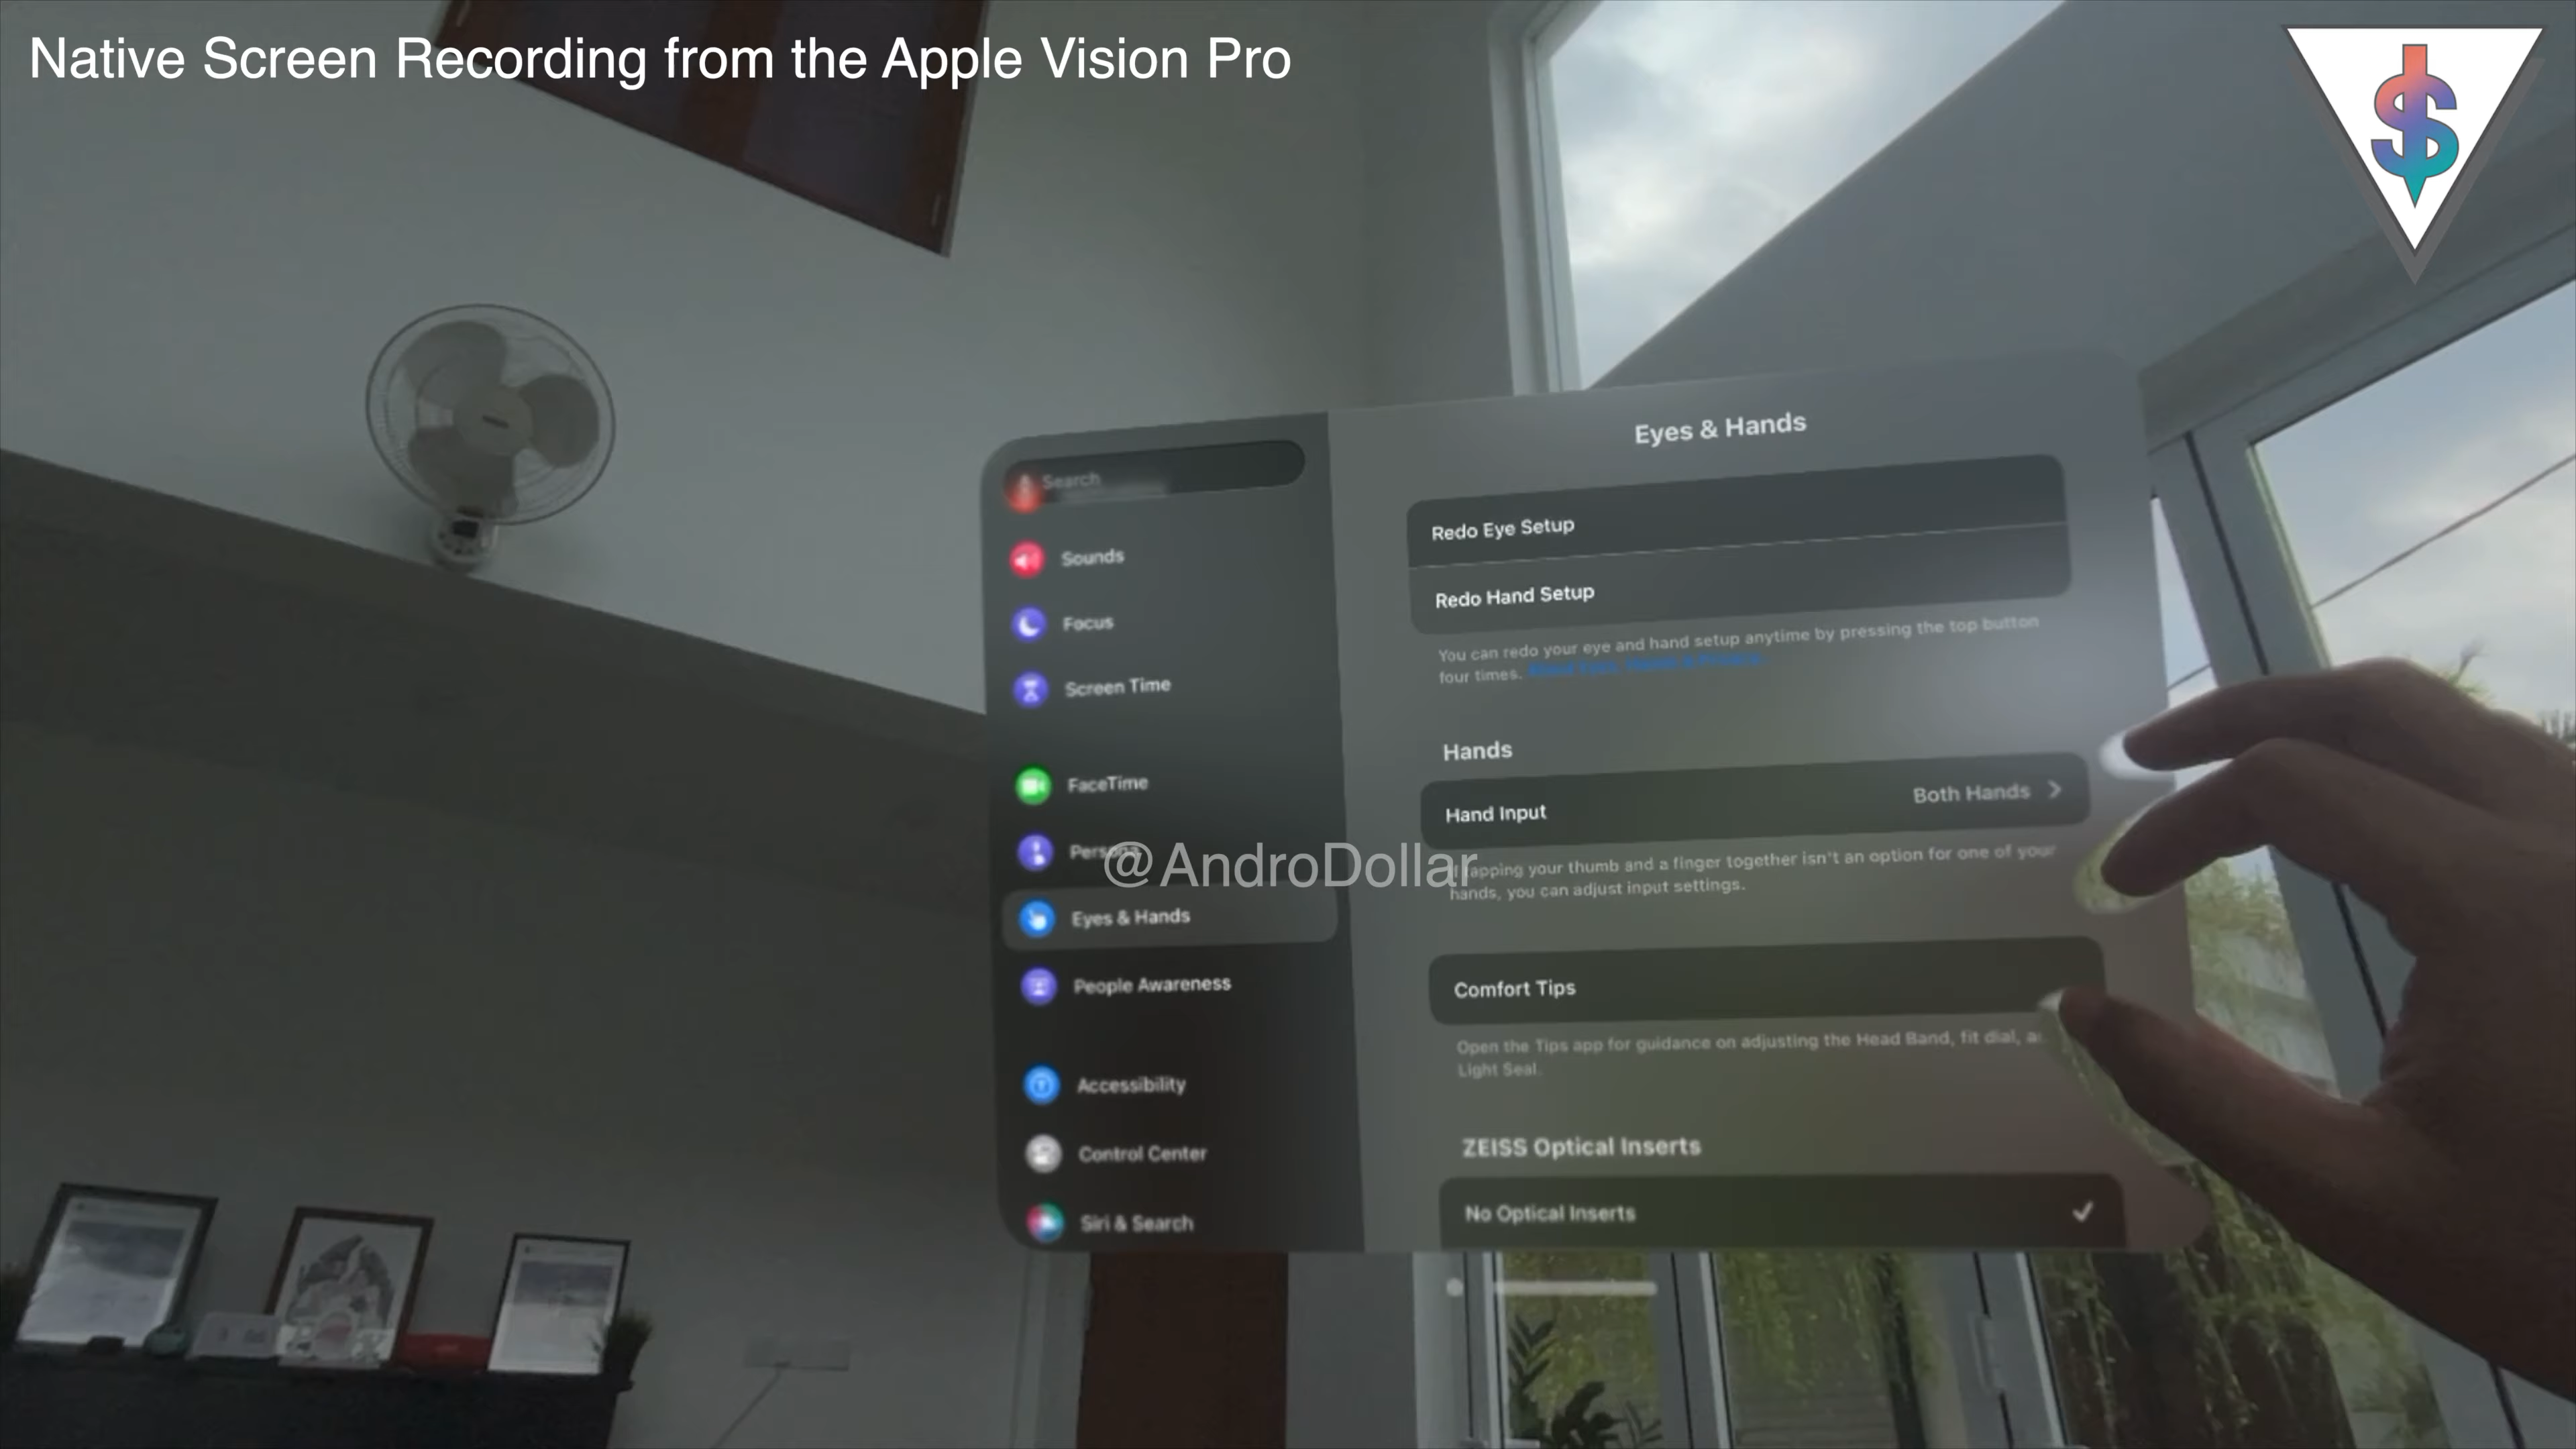 Native Screen Recording from the Apple Vision Pro
$
Search
Sounds
Focus
Screen Time
FaceTime
Persona
Eyes & Hands
People Awareness
Accessibility
Control Center
Siri & Search
Eyes & Hands
Redo Eye Setup
Redo Hand Setup
You can redo your eye and hand setup anytime by pressing the top button
four times.
Hands
Hand Input
Both Hands
tapping your thumb and a finger together isn't an option for one of your
hands, you can adjust input settings.
Comfort Tips
Open the Tips app for guidance on adjusting the Head Band, fit dial,
Light Seal.
ZEISS Optical Inserts
No Optical Inserts
@AndroDollar